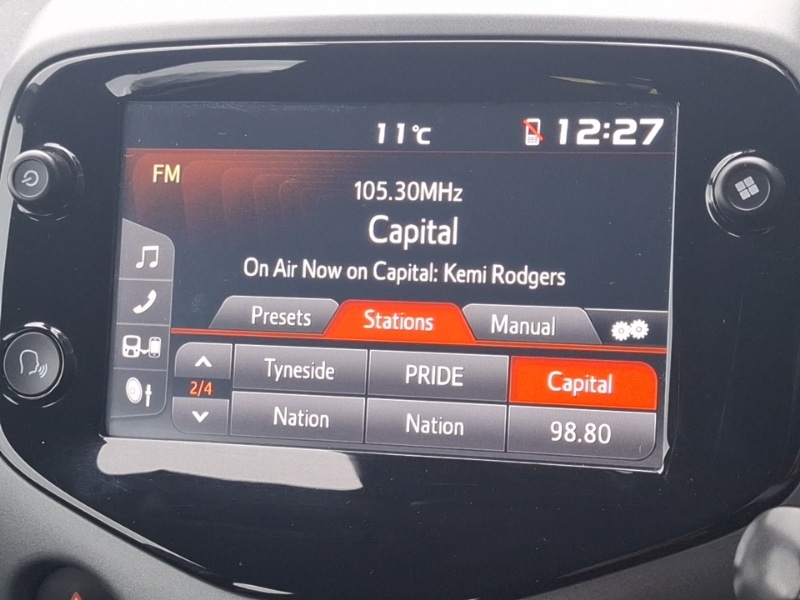 11°C 12:27
FM
105.30MHz
Capital
On Air Now on Capital: Kemi Rodgers
Presets Stations Manual
2/4
Tyneside PRIDE Capital
Nation Nation 98.80